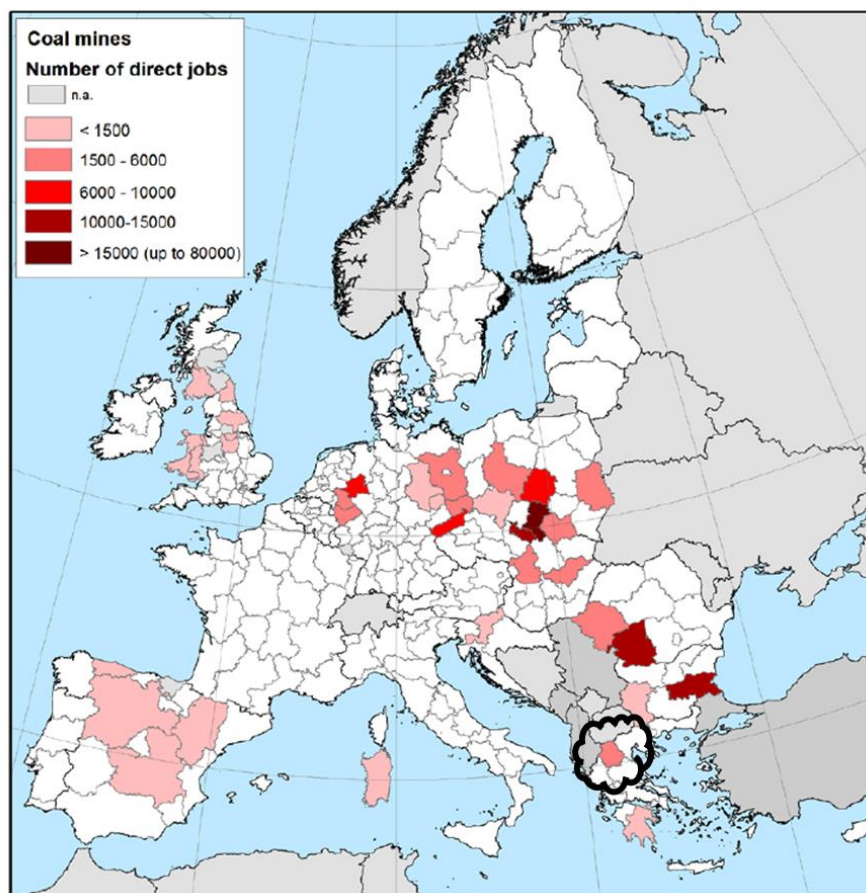 Coal mines
Number of direct jobs
n.a.
< 1500
1500 - 6000
6000 - 10000
10000-15000
> 15000 (up to 80000)